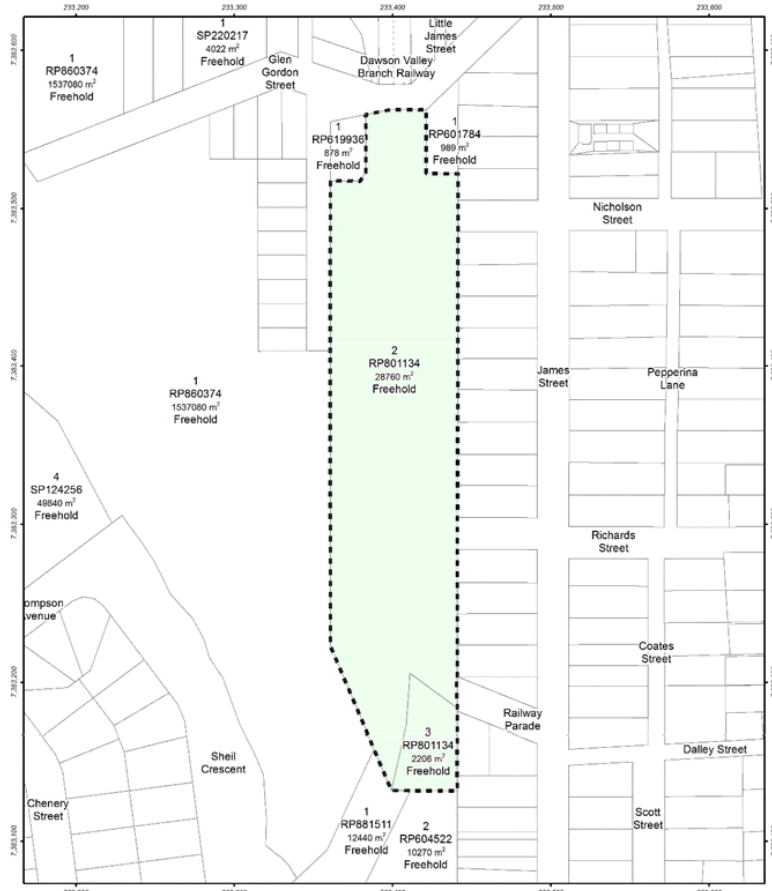 233,200
233,300
233,400
233,500
233,600
7,383,600
1
RP860374
1537080 m²
Freehold
1
SP220217
4022 m²
Freehold
Glen
Gordon
Street
Dawson Valley
Branch Railway
Little
James
Street
1
RP619936
878 m²
Freehold
1
RP601784
989 m²
Freehold
7,383,500
Nicholson
Street
7,383,400
2
RP801134
28760 m²
Freehold
1
RP860374
1537080 m²
Freehold
James
Street
Pepperina
Lane
4
SP124256
49840 m²
Freehold
7,383,300
Richards
Street
ompson
Avenue
Coates
Street
7,383,200
Railway
Parade
3
RP801134
2206 m²
Freehold
Dalley Street
Sheil
Crescent
Chenery
Street
1
RP881511
12440 m²
Freehold
2
RP604522
10270 m²
Freehold
Scott
Street
7,383,100